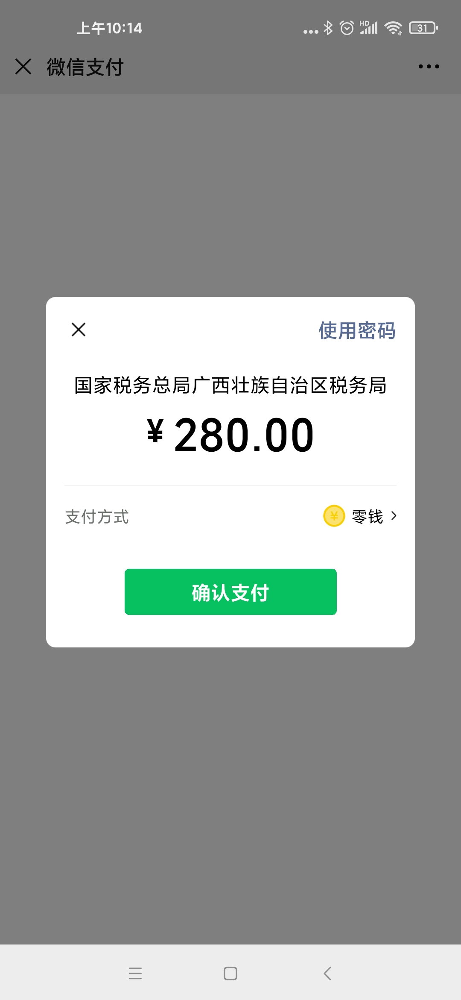 上午10:14
HD
31
微信支付
使用密码
国家税务总局广西壮族自治区税务局
¥280.00
支付方式
¥ 零钱
确认支付